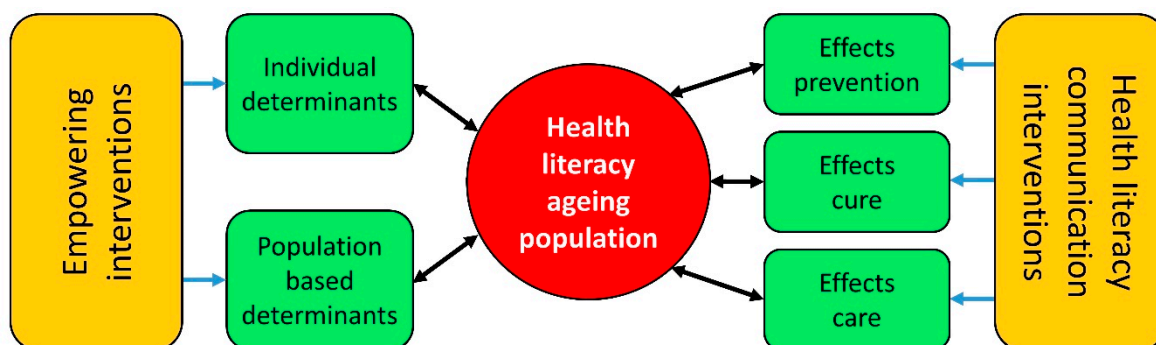 Empowering
interventions
Individual
determinants
Population
based
determinants
Health
literacy
ageing
population
Effects
prevention
Effects
cure
Effects
care
Health literacy
communication
interventions